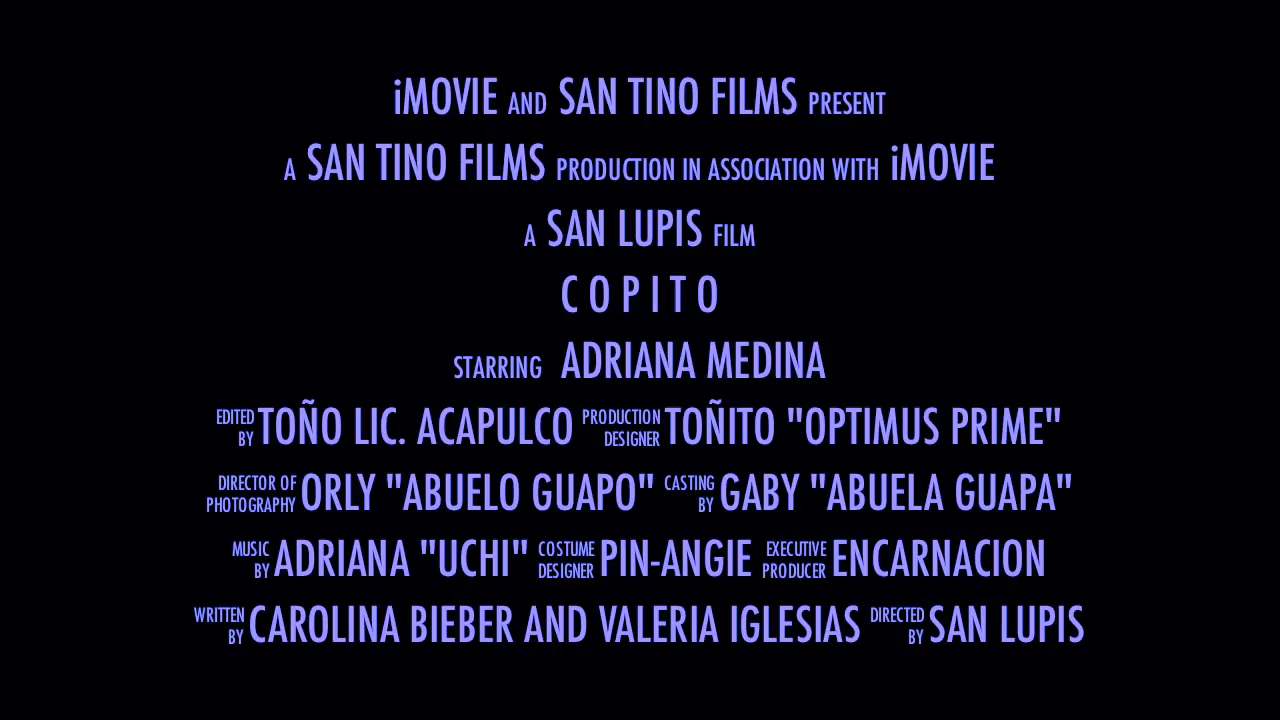 iMOVIE AND SAN TINO FILMS PRESENT
A SAN TINO FILMS PRODUCTION IN ASSOCIATION WITH iMOVIE
A SAN LUPIS FILM
COPITO
STARRING ADRIANA MEDINA
EDITED BY TOÑO LIC. ACAPULCO PRODUCTION DESIGNER TOÑITO "OPTIMUS PRIME"
DIRECTOR OF PHOTOGRAPHY ORLY "ABUELO GUAPO" CASTING BY GABY "ABUELA GUAPA"
MUSIC BY ADRIANA "UCHI" COSTUME DESIGNER PIN-ANGIE EXECUTIVE PRODUCER ENCARNACION
WRITTEN BY CAROLINA BIEBER AND VALERIA IGLESIAS DIRECTED BY SAN LUPIS